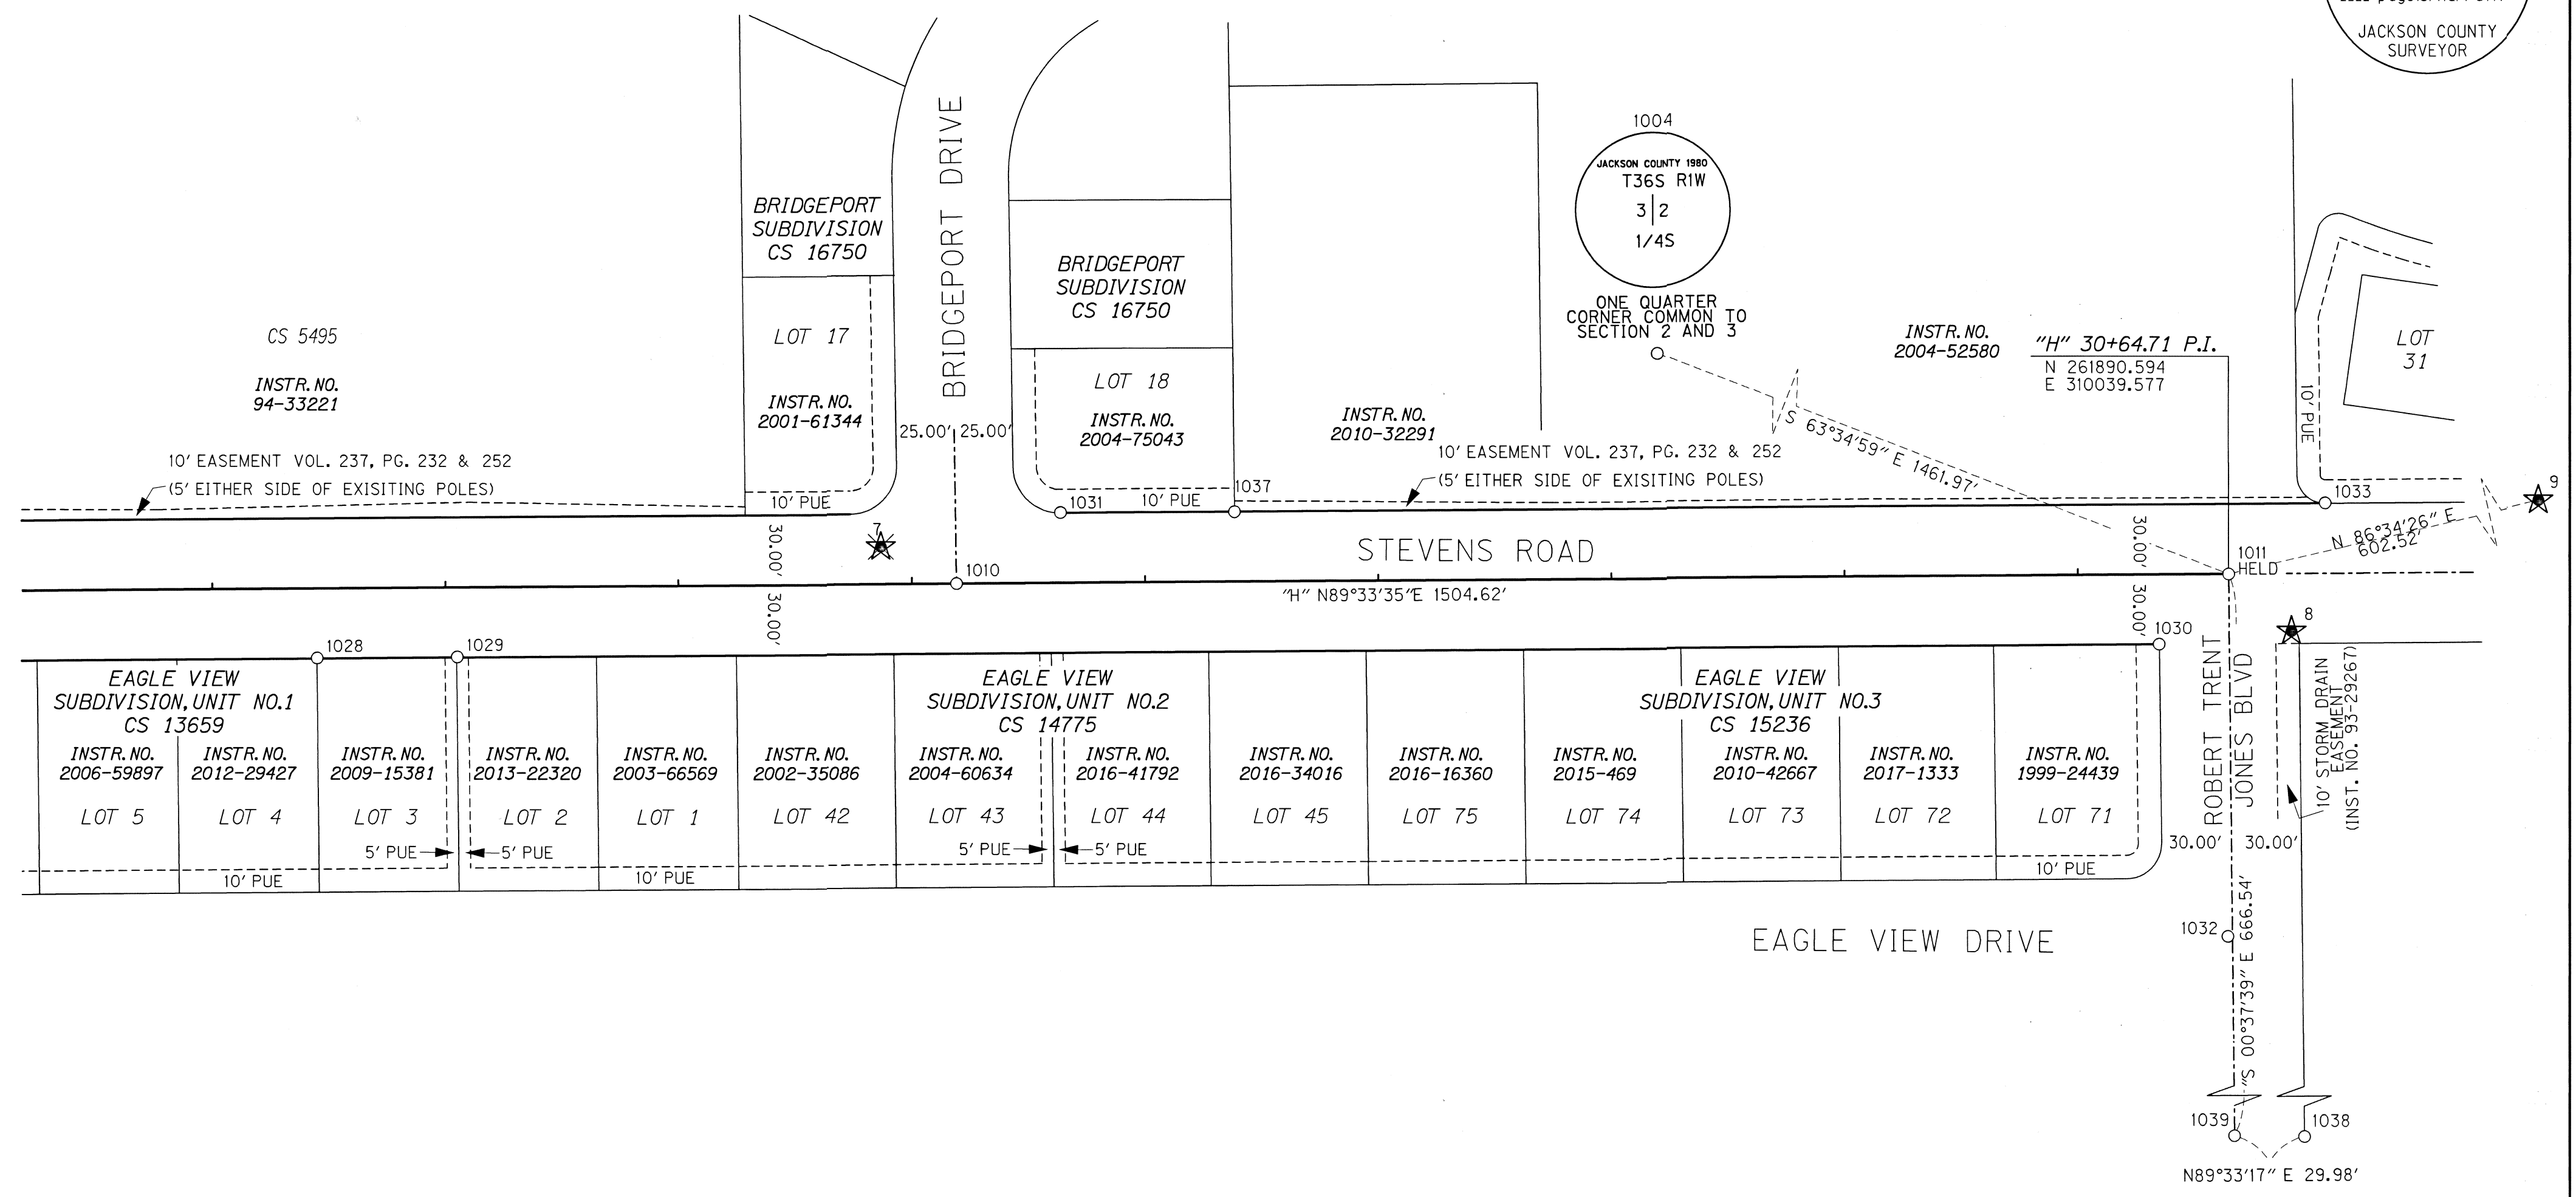 JACKSON COUNTY
SURVEYOR
1004
JACKSON COUNTY 1980
T36S R1W
3|2
1/4S
ONE QUARTER
CORNER COMMON TO
SECTION 2 AND 3
BRIDGEPORT
SUBDIVISION
CS 16750
BRIDGEPORT DRIVE
BRIDGEPORT
SUBDIVISION
CS 16750
CS 5495
INSTR. NO.
94-33221
LOT 17
INSTR. NO.
2001-61344
LOT 18
INSTR. NO.
2004-75043
25.00' 25.00'
INSTR. NO.
2010-32291
INSTR. NO.
2004-52580
"H" 30+64.71 P.I.
N 261890.594
E 310039.577
LOT
31
10' PUE
S 63°34'59" E 1461.97'
10' EASEMENT VOL. 237, PG. 232 & 252
(5' EITHER SIDE OF EXISITING POLES)
10' EASEMENT VOL. 237, PG. 232 & 252
(5' EITHER SIDE OF EXISITING POLES)
10' PUE
1031
10' PUE
1037
1033
9
7
30.00'
30.00'
STEVENS ROAD
30.00'
30.00'
N 86°34'26" E
602.52'
1011
HELD
1010
"H" N89°33'35"E 1504.62'
8
1028
1029
1030
EAGLE VIEW
SUBDIVISION, UNIT NO.1
CS 13659
EAGLE VIEW
SUBDIVISION, UNIT NO.2
CS 14775
EAGLE VIEW
SUBDIVISION, UNIT NO.3
CS 15236
INSTR. NO.
2006-59897
LOT 5
INSTR. NO.
2012-29427
LOT 4
INSTR. NO.
2009-15381
LOT 3
INSTR. NO.
2013-22320
LOT 2
INSTR. NO.
2003-66569
LOT 1
INSTR. NO.
2002-35086
LOT 42
INSTR. NO.
2004-60634
LOT 43
INSTR. NO.
2016-41792
LOT 44
INSTR. NO.
2016-34016
LOT 45
INSTR. NO.
2016-16360
LOT 75
INSTR. NO.
2015-469
LOT 74
INSTR. NO.
2010-42667
LOT 73
INSTR. NO.
2017-1333
LOT 72
INSTR. NO.
1999-24439
LOT 71
5' PUE
5' PUE
5' PUE
5' PUE
10' PUE
10' PUE
10' PUE
ROBERT TRENT
JONES BLVD
10' STORM DRAIN
EASEMENT
(INST. NO. 93-29267)
30.00' 30.00'
EAGLE VIEW DRIVE
1032
"S 00°37'39" E 666.54'
1039
1038
N89°33'17" E 29.98'